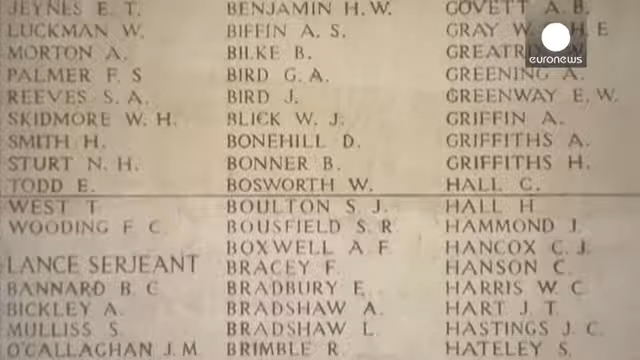 JEYNES E. T.
LUCKMAN W.
MORTON A.
PALMER F. S
REEVES S. A.
SKIDMORE W. H.
SMITH H.
STURT N. H.
TODD E.
WEST T
WOODING F C
LANCE SERJEANT
BANNARD B. C
BICKLEY A.
MULLISS S.
O'CALLAGHAN J. M.
BENJAMIN H. W.
BIFFIN A. S.
BILKE B.
BIRD G. A.
BIRD J.
BLICK W. J.
BONEHILL D.
BONNER B.
BOSWORTH W.
BOULTON S. J.
BOUSFIELD S. R
BOXWELL A F
BRACEY F.
BRADBURY E.
BRADSHAW A.
BRADSHAW L.
BRIMBLE R.
GOVETT A. B.
GRAY W. H. E
GREENING A.
GREENWAY E. W.
GRIFFIN A.
GRIFFITHS A.
GRIFFITHS H.
HALL C.
HALL H
HAMMOND J.
HANCOX C. J.
HANSON C.
HARRIS W. C.
HART J. T.
HASTINGS J. C.
HATELEY S.
euronews